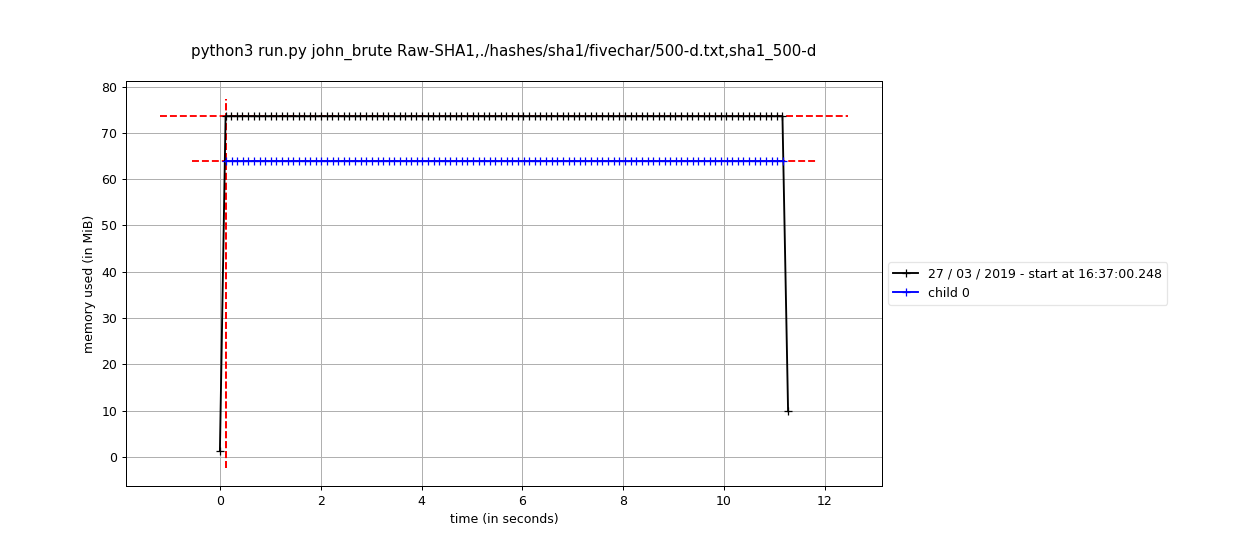 python3 run.py john_brute Raw-SHA1,./hashes/sha1/fivechar/500-d.txt,sha1_500-d
80
70
60
50
40
30
20
10
0
memory used (in MiB)
0 2 4 6 8 10 12
time (in seconds)
27 / 03 / 2019 - start at 16:37:00.248
child 0